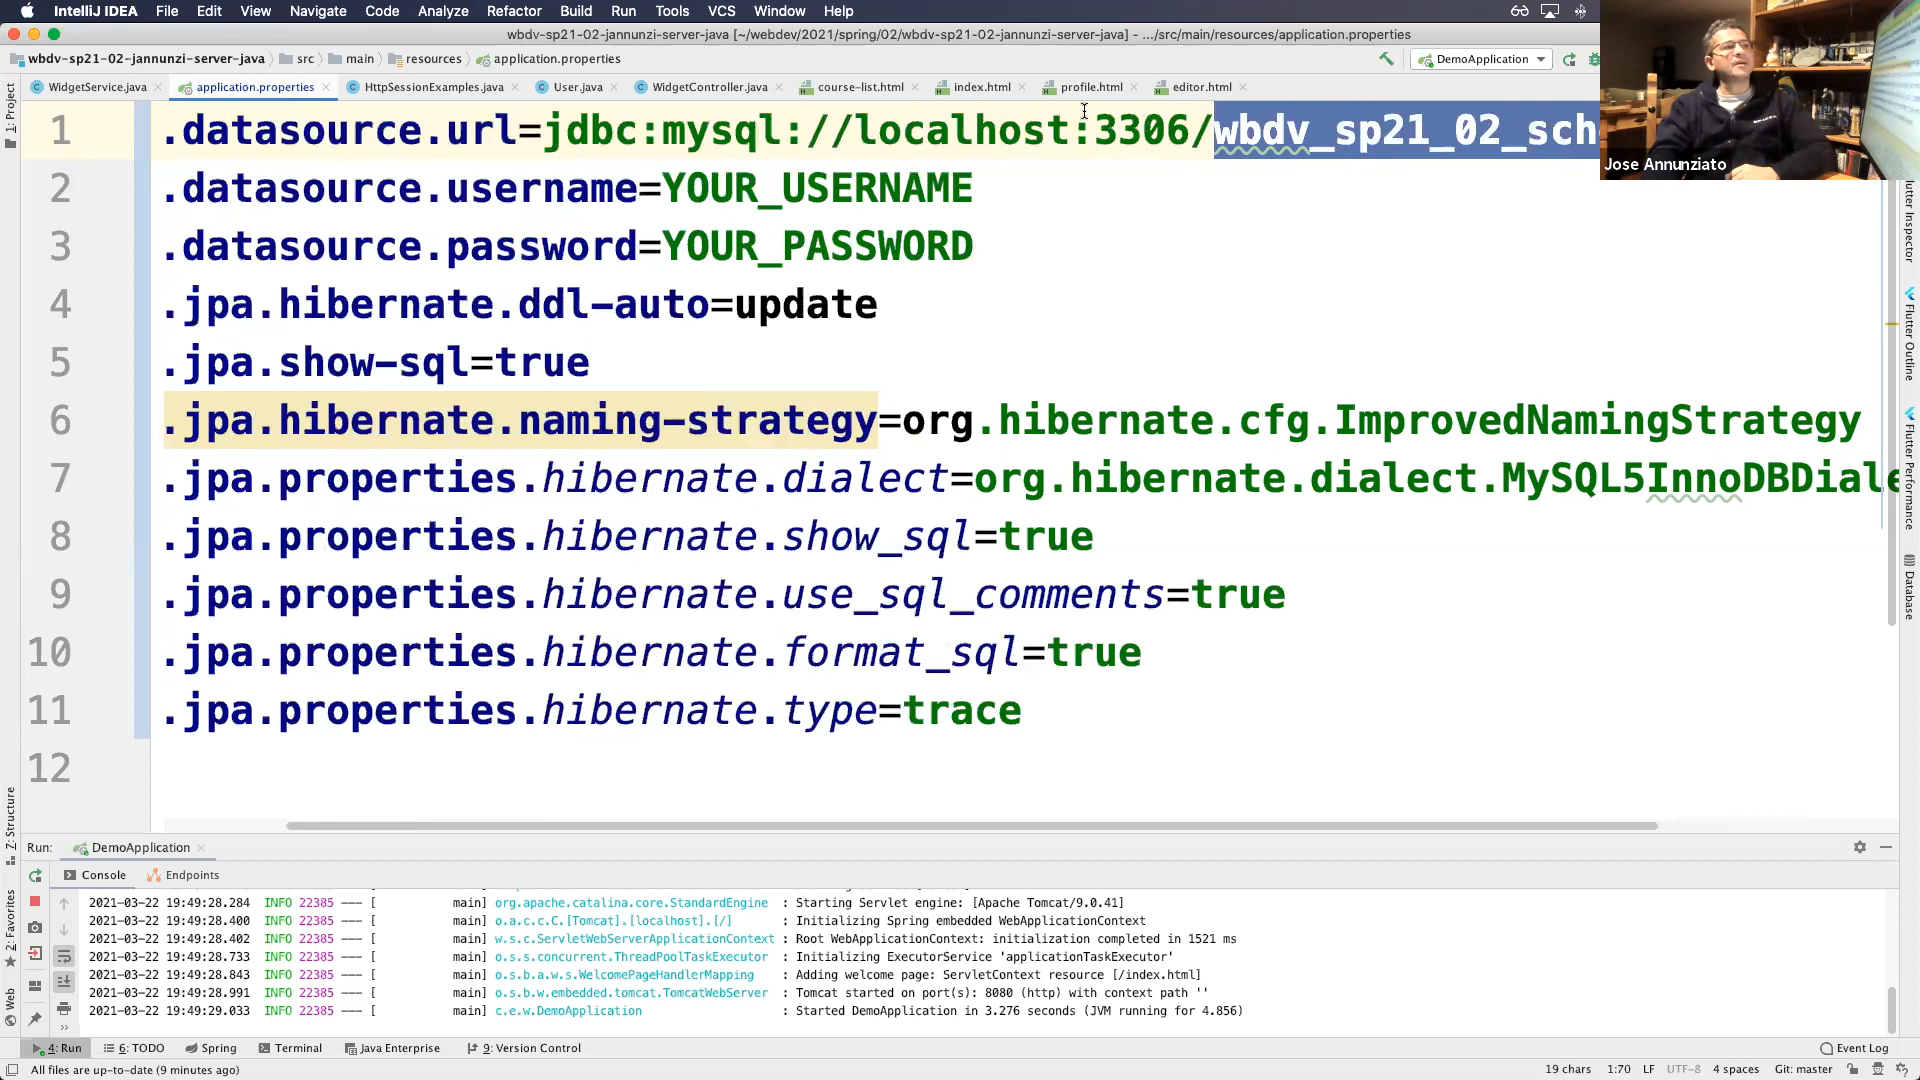 IntelliJ IDEA File Edit View Navigate Code Analyze Refactor Build Run Tools VCS Window Help
wbdv-sp21-02-jannunzi-server-java [~/webdev/2021/spring/02/wbdv-sp21-02-jannunzi-server-java] - .../src/main/resources/application.properties
wbdv-sp21-02-jannunzi-server-java src main resources application.properties DemoApplication
WidgetService.java application.properties HttpSessionExamples.java User.java WidgetController.java course-list.html index.html profile.html editor.html
Jose Annunziato
1 .datasource.url=jdbc:mysql://localhost:3306/wbdv_sp21_02_sch
2 .datasource.username=YOUR_USERNAME
3 .datasource.password=YOUR_PASSWORD
4 .jpa.hibernate.ddl-auto=update
5 .jpa.show-sql=true
6 .jpa.hibernate.naming-strategy=org.hibernate.cfg.ImprovedNamingStrategy
7 .jpa.properties.hibernate.dialect=org.hibernate.dialect.MySQL5InnoDBDiale
8 .jpa.properties.hibernate.show_sql=true
9 .jpa.properties.hibernate.use_sql_comments=true
10 .jpa.properties.hibernate.format_sql=true
11 .jpa.properties.hibernate.type=trace
12
1: Project
Z: Structure
2: Favorites
Web
Flutter Outline
Flutter Performance
Database
Run: DemoApplication
Console Endpoints
2021-03-22 19:49:28.284 INFO 22385 --- [ main] org.apache.catalina.core.StandardEngine : Starting Servlet engine: [Apache Tomcat/9.0.41]
2021-03-22 19:49:28.400 INFO 22385 --- [ main] o.a.c.c.C.[Tomcat].[localhost].[/] : Initializing Spring embedded WebApplicationContext
2021-03-22 19:49:28.402 INFO 22385 --- [ main] w.s.c.ServletWebServerApplicationContext : Root WebApplicationContext: initialization completed in 1521 ms
2021-03-22 19:49:28.733 INFO 22385 --- [ main] o.s.s.concurrent.ThreadPoolTaskExecutor : Initializing ExecutorService 'applicationTaskExecutor'
2021-03-22 19:49:28.843 INFO 22385 --- [ main] o.s.b.a.w.s.WelcomePageHandlerMapping : Adding welcome page: ServletContext resource [/index.html]
2021-03-22 19:49:28.991 INFO 22385 --- [ main] o.s.b.w.embedded.tomcat.TomcatWebServer : Tomcat started on port(s): 8080 (http) with context path ''
2021-03-22 19:49:29.033 INFO 22385 --- [ main] c.e.w.DemoApplication : Started DemoApplication in 3.276 seconds (JVM running for 4.856)
4: Run 6: TODO Spring Terminal Java Enterprise 9: Version Control Event Log
All files are up-to-date (9 minutes ago) 19 chars 1:70 LF UTF-8 4 spaces Git: master